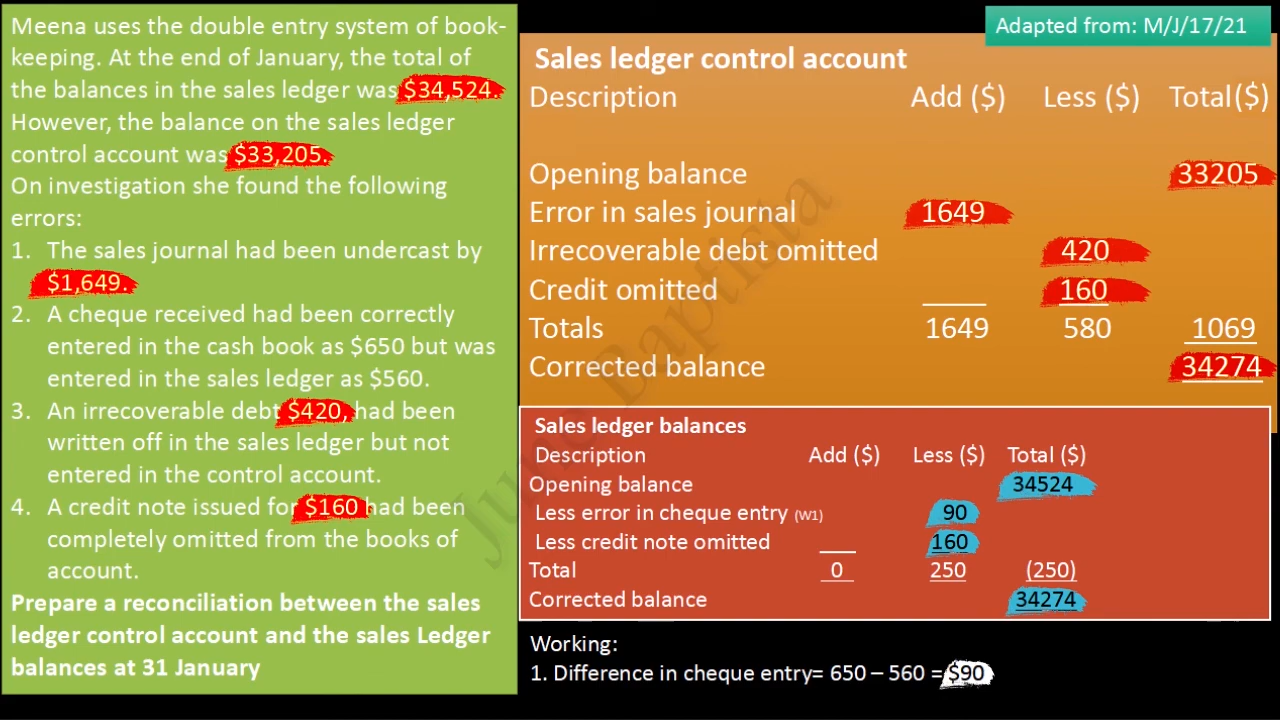 Meena uses the double entry system of book-
keeping. At the end of January, the total of
the balances in the sales ledger was $34,524.
However, the balance on the sales ledger
control account was $33,205.
On investigation she found the following
errors:
1. The sales journal had been undercast by
$1,649.
2. A cheque received had been correctly
entered in the cash book as $650 but was
entered in the sales ledger as $560.
3. An irrecoverable debt $420, had been
written off in the sales ledger but not
entered in the control account.
4. A credit note issued for $160 had been
completely omitted from the books of
account.
Prepare a reconciliation between the sales
ledger control account and the sales Ledger
balances at 31 January
Adapted from: M/J/17/21
Sales ledger control account
Description Add ($) Less ($) Total($)
Opening balance 33205
Error in sales journal 1649
Irrecoverable debt omitted 420
Credit omitted 160
Totals 1649 580 1069
Corrected balance 34274
Sales ledger balances
Description Add ($) Less ($) Total ($)
Opening balance 34524
Less error in cheque entry (W1) 90
Less credit note omitted 160
Total 0 250 (250)
Corrected balance 34274
Working:
1. Difference in cheque entry= 650 – 560 = $90
Baptista